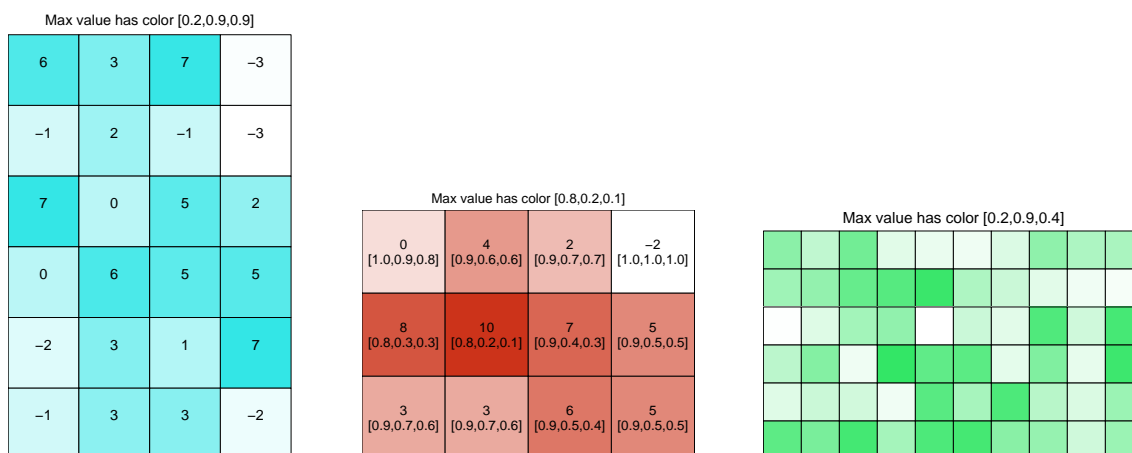 Max value has color [0.2,0.9,0.9]
6 3 7 −3
−1 2 −1 −3
7 0 5 2
0 6 5 5
−2 3 1 7
−1 3 3 −2
Max value has color [0.8,0.2,0.1]
0 4 2 −2
[1.0,0.9,0.8] [0.9,0.6,0.6] [0.9,0.7,0.7] [1.0,1.0,1.0]
8 10 7 5
[0.8,0.3,0.3] [0.8,0.2,0.1] [0.9,0.4,0.3] [0.9,0.5,0.5]
3 3 6 5
[0.9,0.7,0.6] [0.9,0.7,0.6] [0.9,0.5,0.4] [0.9,0.5,0.5]
Max value has color [0.2,0.9,0.4]